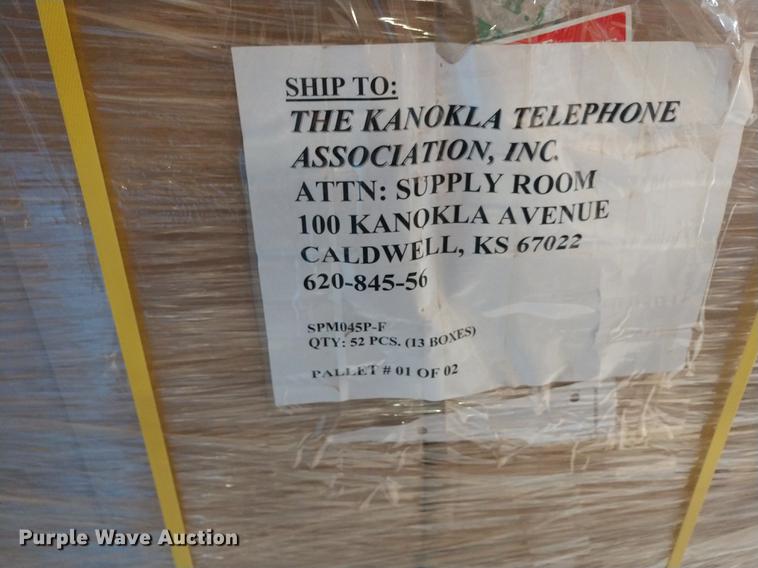 SHIP TO:
THE KANOKLA TELEPHONE
ASSOCIATION, INC.
ATTN: SUPPLY ROOM
100 KANOKLA AVENUE
CALDWELL, KS 67022
620-845-56
SPM045P-F
QTY: 52 PCS. (13 BOXES)
PALLET # 01 OF 02
Purple Wave Auction